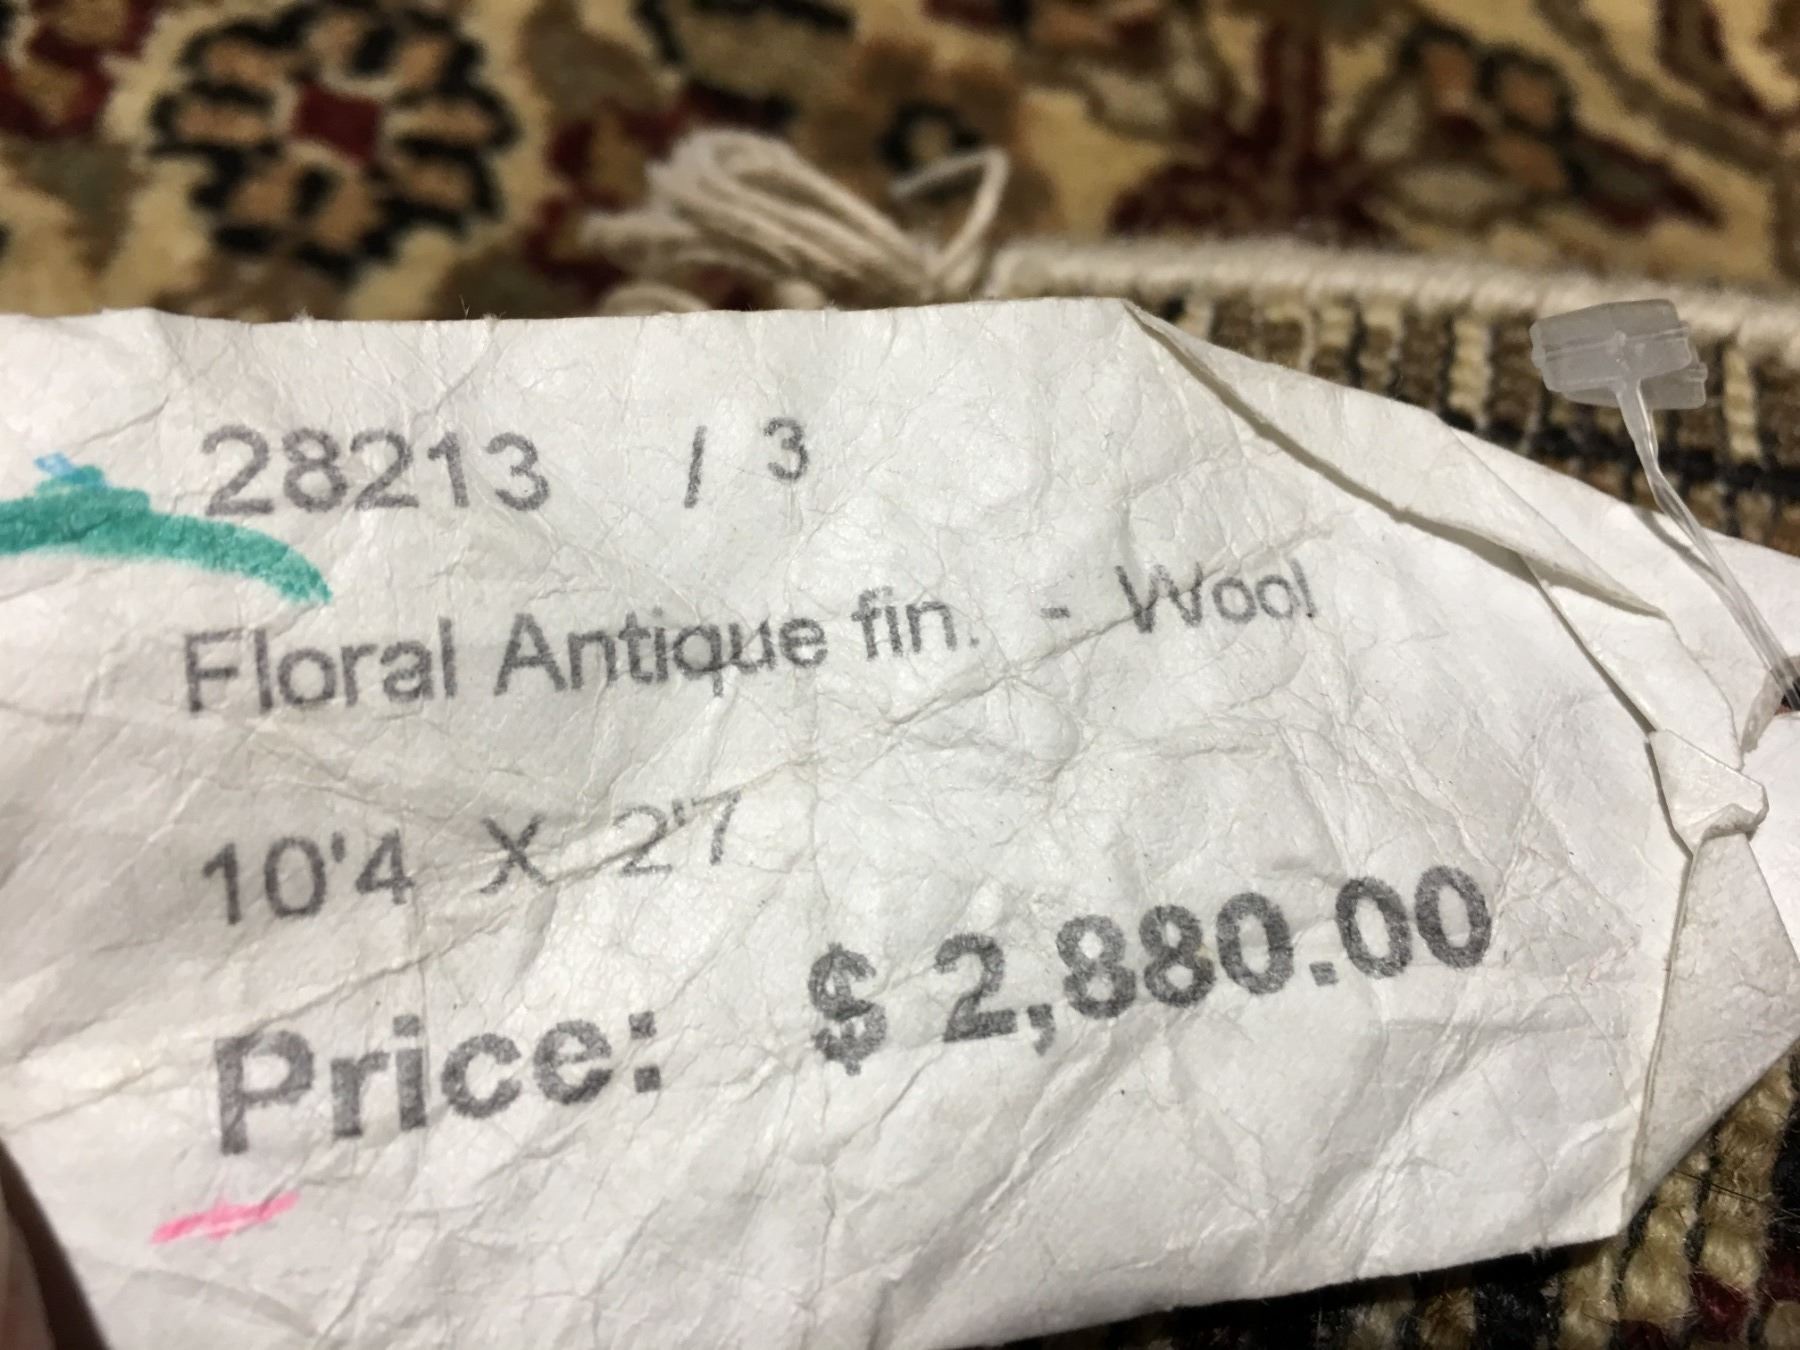 28213 / 3
Floral Antique fin. - Wool
10'4 X 2'7
Price: $ 2,880.00